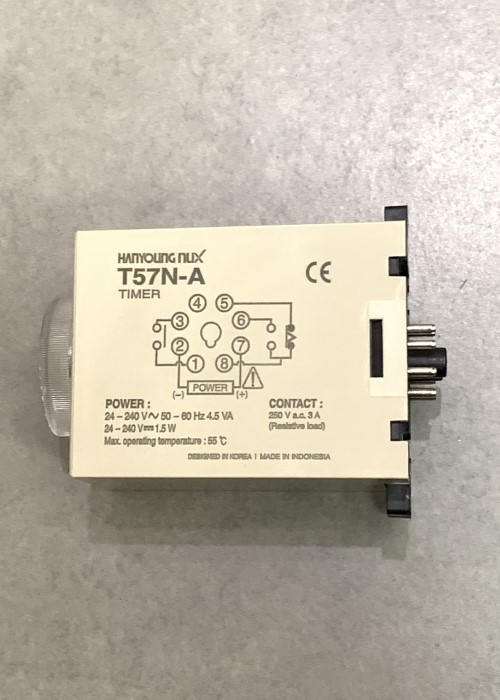 HANYOUNG NUX
T57N-A
TIMER
CE
4 5
3 6
2 7
1 8
POWER
(-) (+)
POWER :
24 – 240 V∿ 50 – 60 Hz 4.5 VA
24 – 240 V⎓ 1.5 W
Max. operating temperature : 55 ℃
CONTACT :
250 V a.c. 3 A
(Resistive load)
DESIGNED IN KOREA | MADE IN INDONESIA